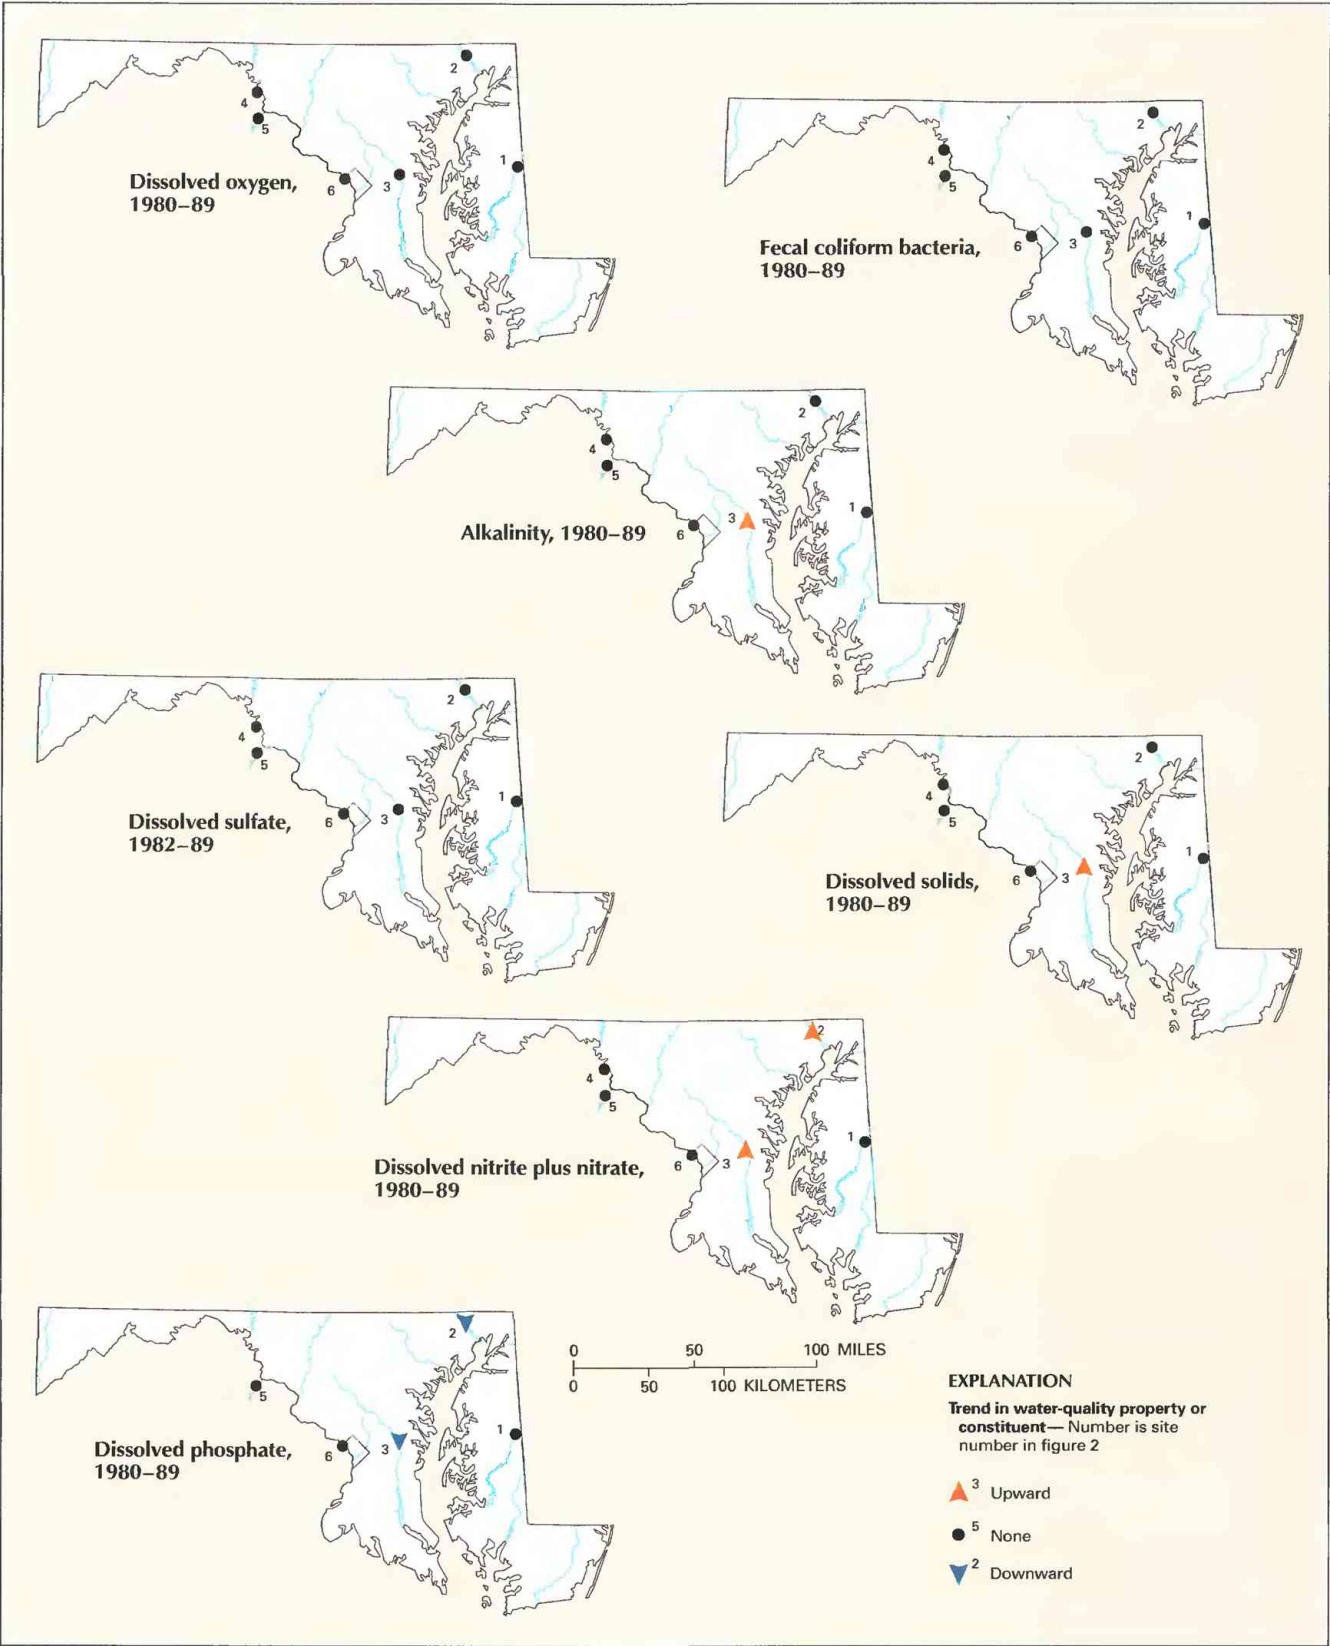 2
4
5
1
Dissolved oxygen,
1980–89
6
3
2
4
5
1
Fecal coliform bacteria,
1980–89
6
3
2
4
5
1
3
Alkalinity, 1980–89
6
2
4
5
1
Dissolved sulfate,
1982–89
6
3
2
4
5
1
Dissolved solids,
1980–89
6
3
2
4
5
1
Dissolved nitrite plus nitrate,
1980–89
6
3
2
5
1
Dissolved phosphate,
1980–89
6
3
0 50 100 MILES
0 50 100 KILOMETERS
EXPLANATION
Trend in water-quality property or
constituent— Number is site
number in figure 2
3 Upward
5 None
2 Downward